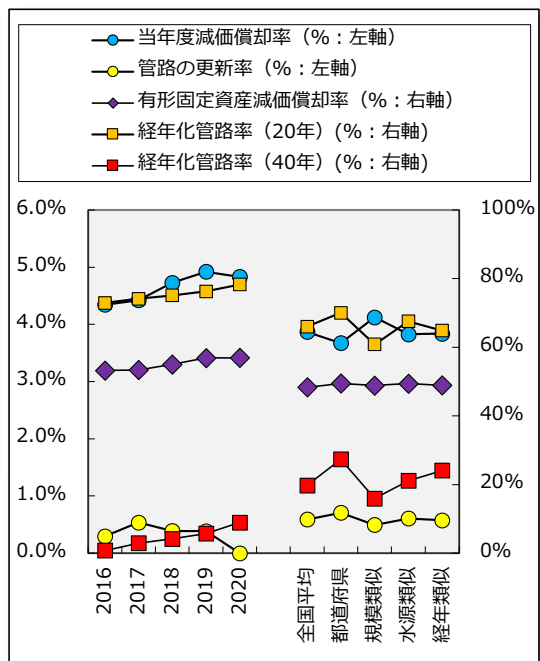 当年度減価償却率（%：左軸）
管路の更新率（%：左軸）
有形固定資産減価償却率（%：右軸）
経年化管路率（20年）(%：右軸)
経年化管路率（40年）(%：右軸)
6.0%
5.0%
4.0%
3.0%
2.0%
1.0%
0.0%
100%
80%
60%
40%
20%
0%
2016
2017
2018
2019
2020
全国平均
都道府県
規模類似
水源類似
経年類似